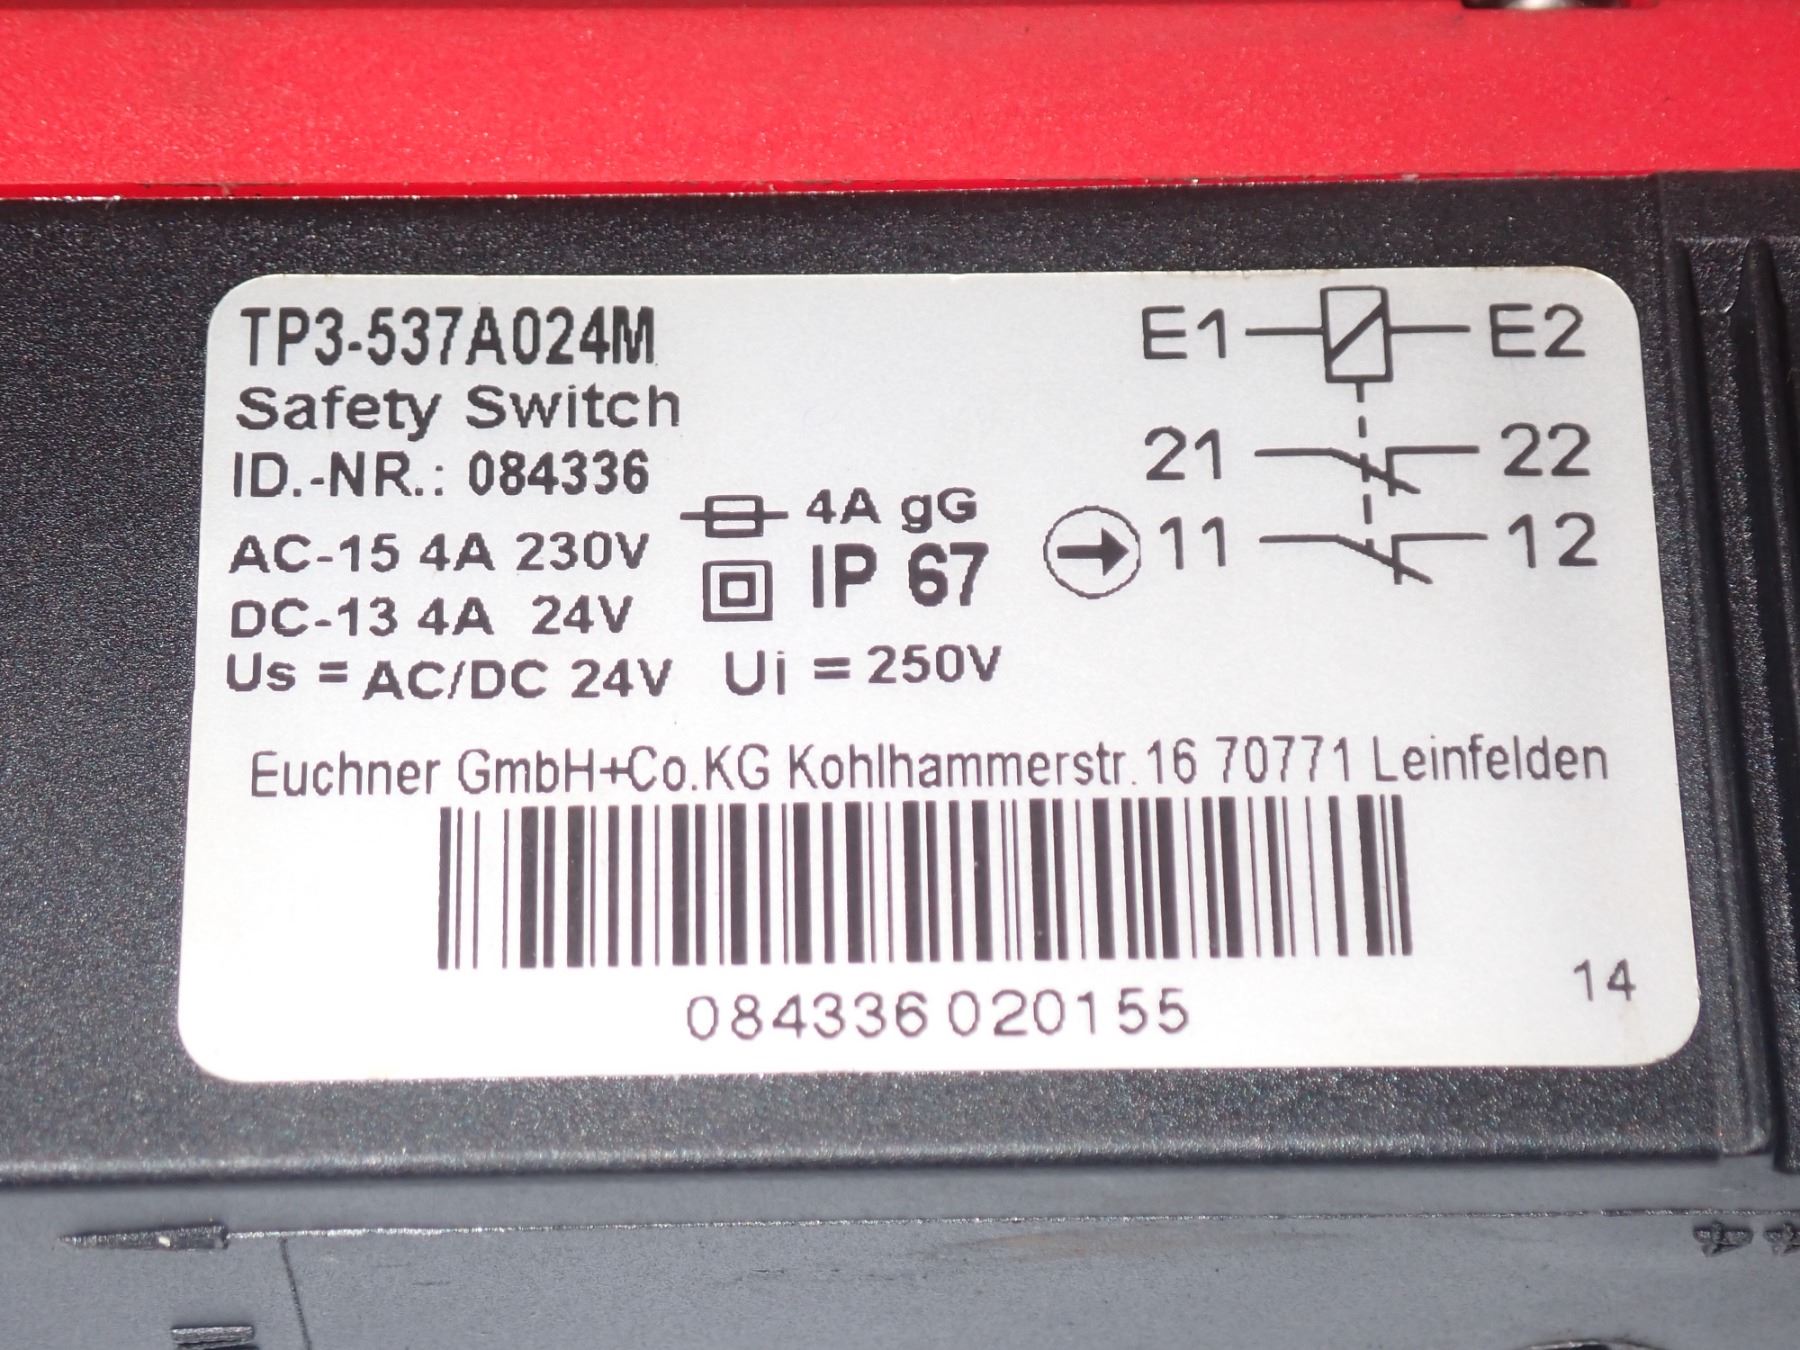 TP3-537A024M
Safety Switch
ID.-NR.: 084336
AC-15 4A 230V
DC-13 4A 24V
Us = AC/DC 24V Ui = 250V
4A gG
IP 67
E1 E2
21 22
11 12
Euchner GmbH+Co.KG Kohlhammerstr. 16 70771 Leinfelden
084336 020155
14